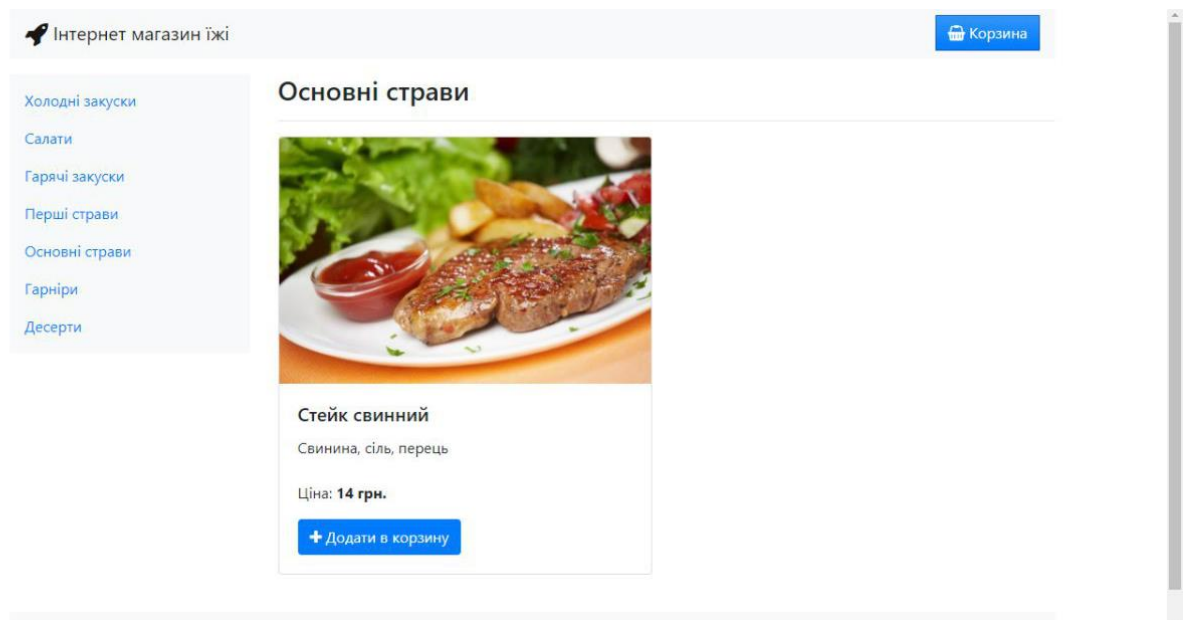 Інтернет магазин їжі
Корзина
Холодні закуски
Салати
Гарячі закуски
Перші страви
Основні страви
Гарніри
Десерти
Основні страви
Стейк свинний
Свинина, сіль, перець
Ціна: 14 грн.
Додати в корзину